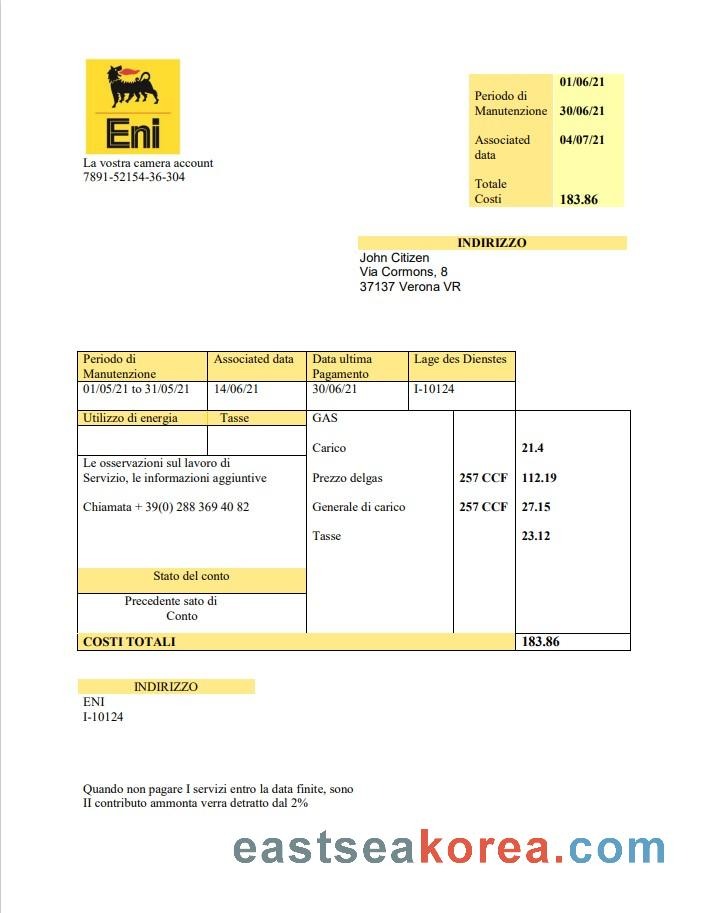 Eni
La vostra camera account
7891-52154-36-304
01/06/21
Periodo di
Manutenzione 30/06/21
Associated 04/07/21
data
Totale
Costi 183.86
INDIRIZZO
John Citizen
Via Cormons, 8
37137 Verona VR
Periodo di Manutenzione Associated data Data ultima Pagamento Lage des Dienstes
01/05/21 to 31/05/21 14/06/21 30/06/21 I-10124
Utilizzo di energia Tasse GAS
Carico 21.4
Le osservazioni sul lavoro di
Servizio, le informazioni aggiuntive
Prezzo delgas 257 CCF 112.19
Chiamata + 39(0) 288 369 40 82
Generale di carico 257 CCF 27.15
Tasse 23.12
Stato del conto
Precedente sato di
Conto
COSTI TOTALI 183.86
INDIRIZZO
ENI
I-10124
Quando non pagare I servizi entro la data finite, sono
II contributo ammonta verra detratto dal 2%
eastseakorea.com